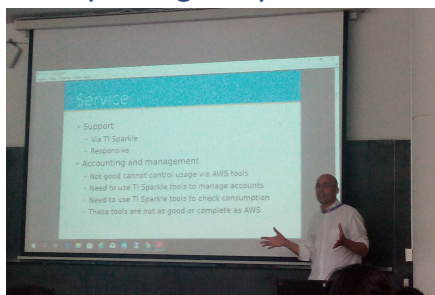 Service
• Support
– Via TI Sparkle
– Responsive
• Accounting and management
– Not good cannot control usage via AWS tools
– Need to use TI Sparkle tools to manage accounts
– Need to use TI Sparkle tools to check consumption
– These tools are not as good or complete as AWS